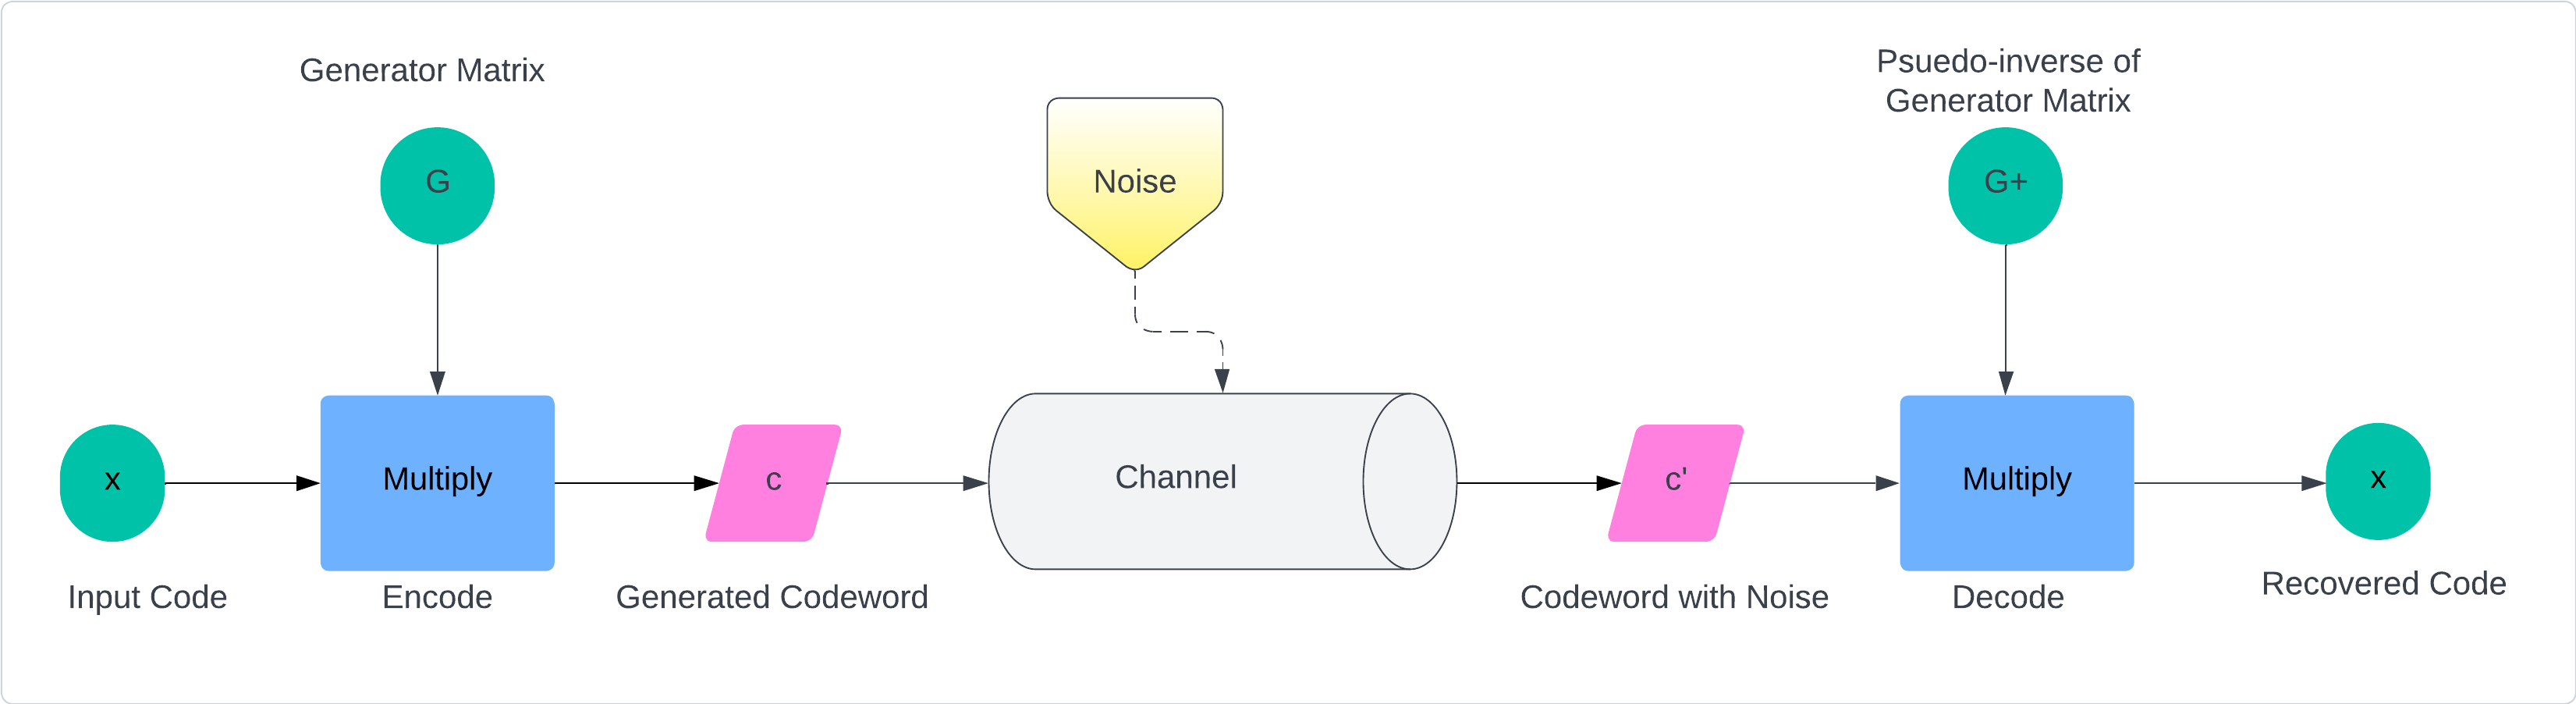 Generator Matrix
G
Noise
Psuedo-inverse of
Generator Matrix
G+
x
Multiply
c
Channel
c'
Multiply
x
Input Code
Encode
Generated Codeword
Codeword with Noise
Decode
Recovered Code